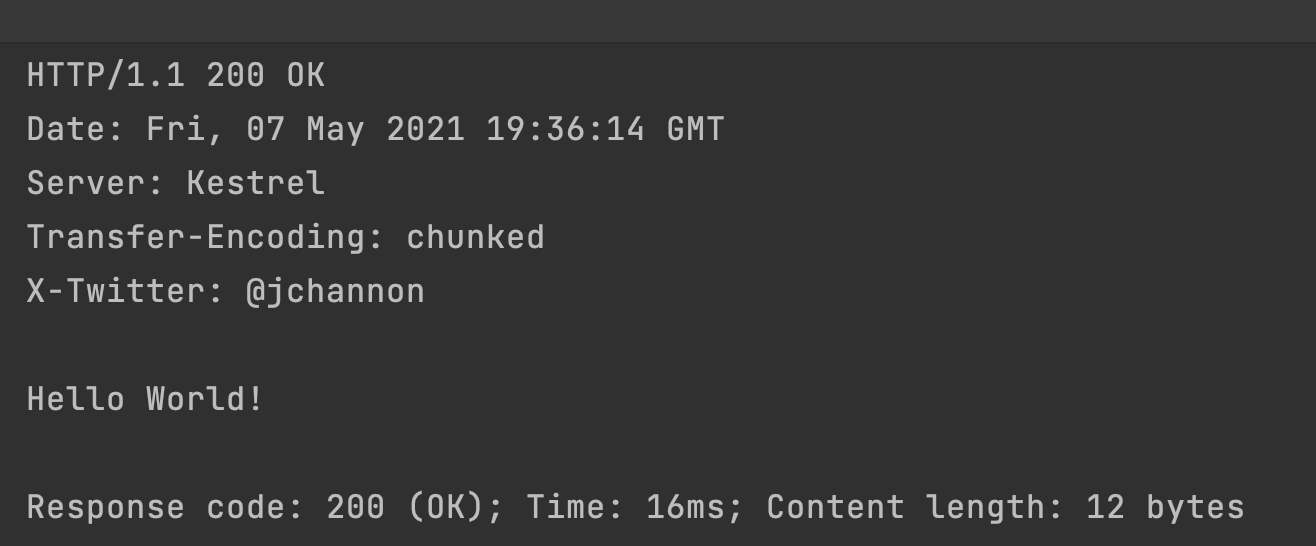 HTTP/1.1 200 OK
Date: Fri, 07 May 2021 19:36:14 GMT
Server: Kestrel
Transfer-Encoding: chunked
X-Twitter: @jchannon
Hello World!
Response code: 200 (OK); Time: 16ms; Content length: 12 bytes